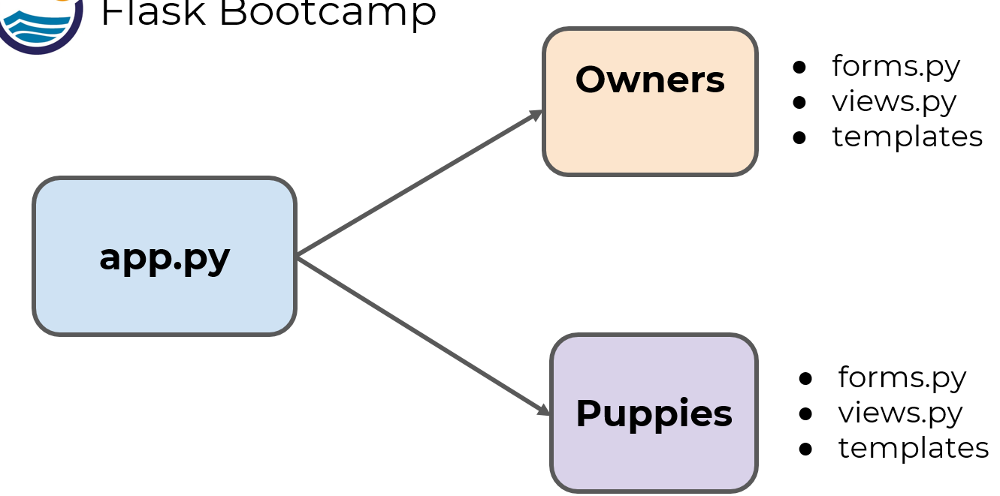 Flask Bootcamp
Owners
● forms.py
● views.py
● templates
app.py
Puppies
● forms.py
● views.py
● templates